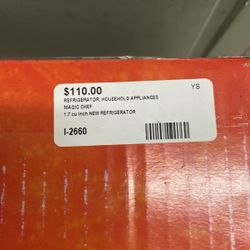 $110.00
YS
REFRIGERATOR, HOUSEHOLD APPLIANCES
MAGIC CHEF
1.7 cu inch NEW REFRIGERATOR
I-2660